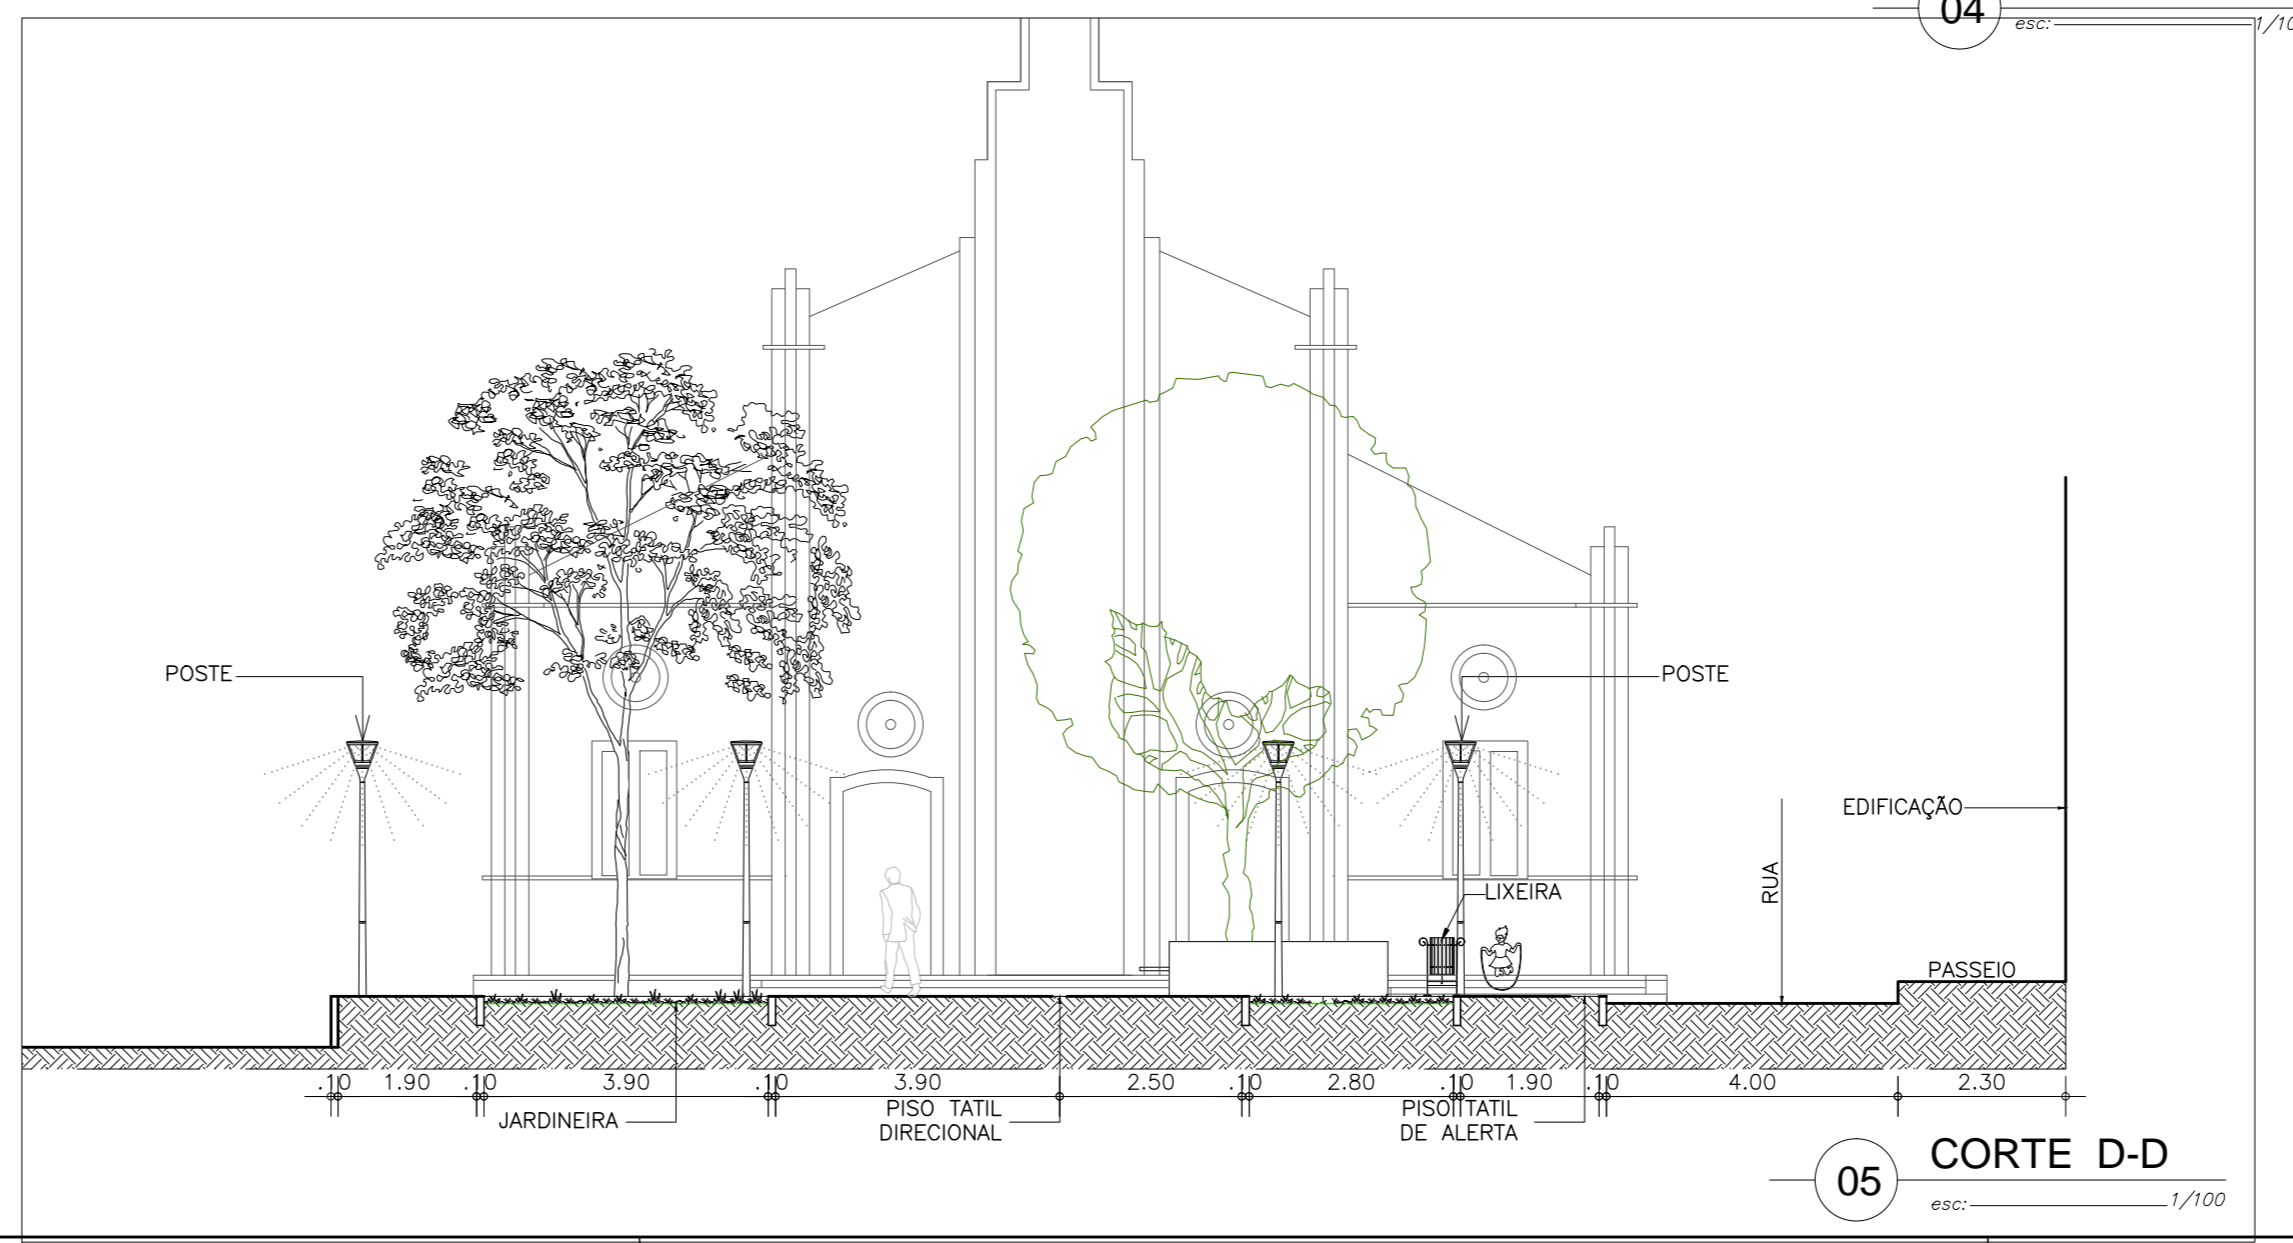 04
esc:
POSTE
POSTE
EDIFICAÇÃO
RUA
LIXEIRA
PASSEIO
.10 1.90 .10 3.90 .10 3.90 2.50 .10 2.80 .10 1.90 .10 4.00 2.30
JARDINEIRA
PISO TATIL
DIRECIONAL
PISO TATIL
DE ALERTA
05
CORTE D-D
esc: 1/100